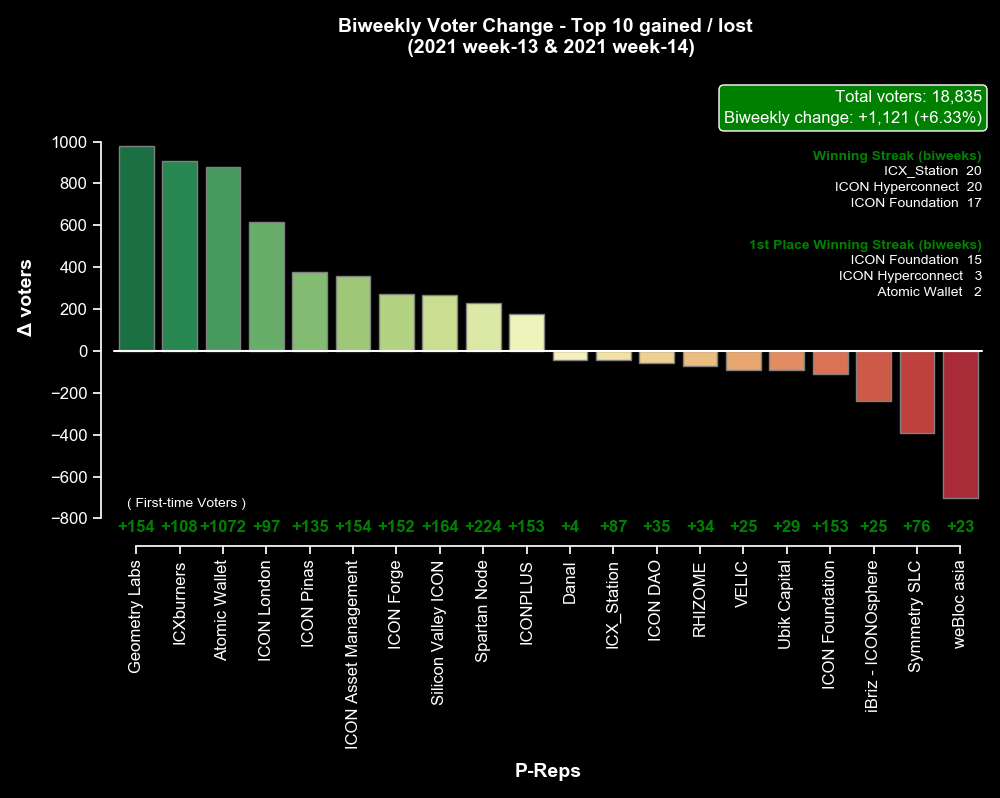 Biweekly Voter Change - Top 10 gained / lost
(2021 week-13 & 2021 week-14)
Total voters: 18,835
Biweekly change: +1,121 (+6.33%)
Winning Streak (biweeks)
ICX_Station 20
ICON Hyperconnect 20
ICON Foundation 17
1st Place Winning Streak (biweeks)
ICON Foundation 15
ICON Hyperconnect 3
Atomic Wallet 2
Δ voters
1000
800
600
400
200
0
−200
−400
−600
−800
( First-time Voters )
+154 +108 +1072 +97 +135 +154 +152 +164 +224 +153 +4 +87 +35 +34 +25 +29 +153 +25 +76 +23
Geometry Labs
ICXburners
Atomic Wallet
ICON London
ICON Pinas
ICON Asset Management
ICON Forge
Silicon Valley ICON
Spartan Node
ICONPLUS
Danal
ICX_Station
ICON DAO
RHIZOME
VELIC
Ubik Capital
ICON Foundation
iBriz - ICONOsphere
Symmetry SLC
weBloc asia
P-Reps